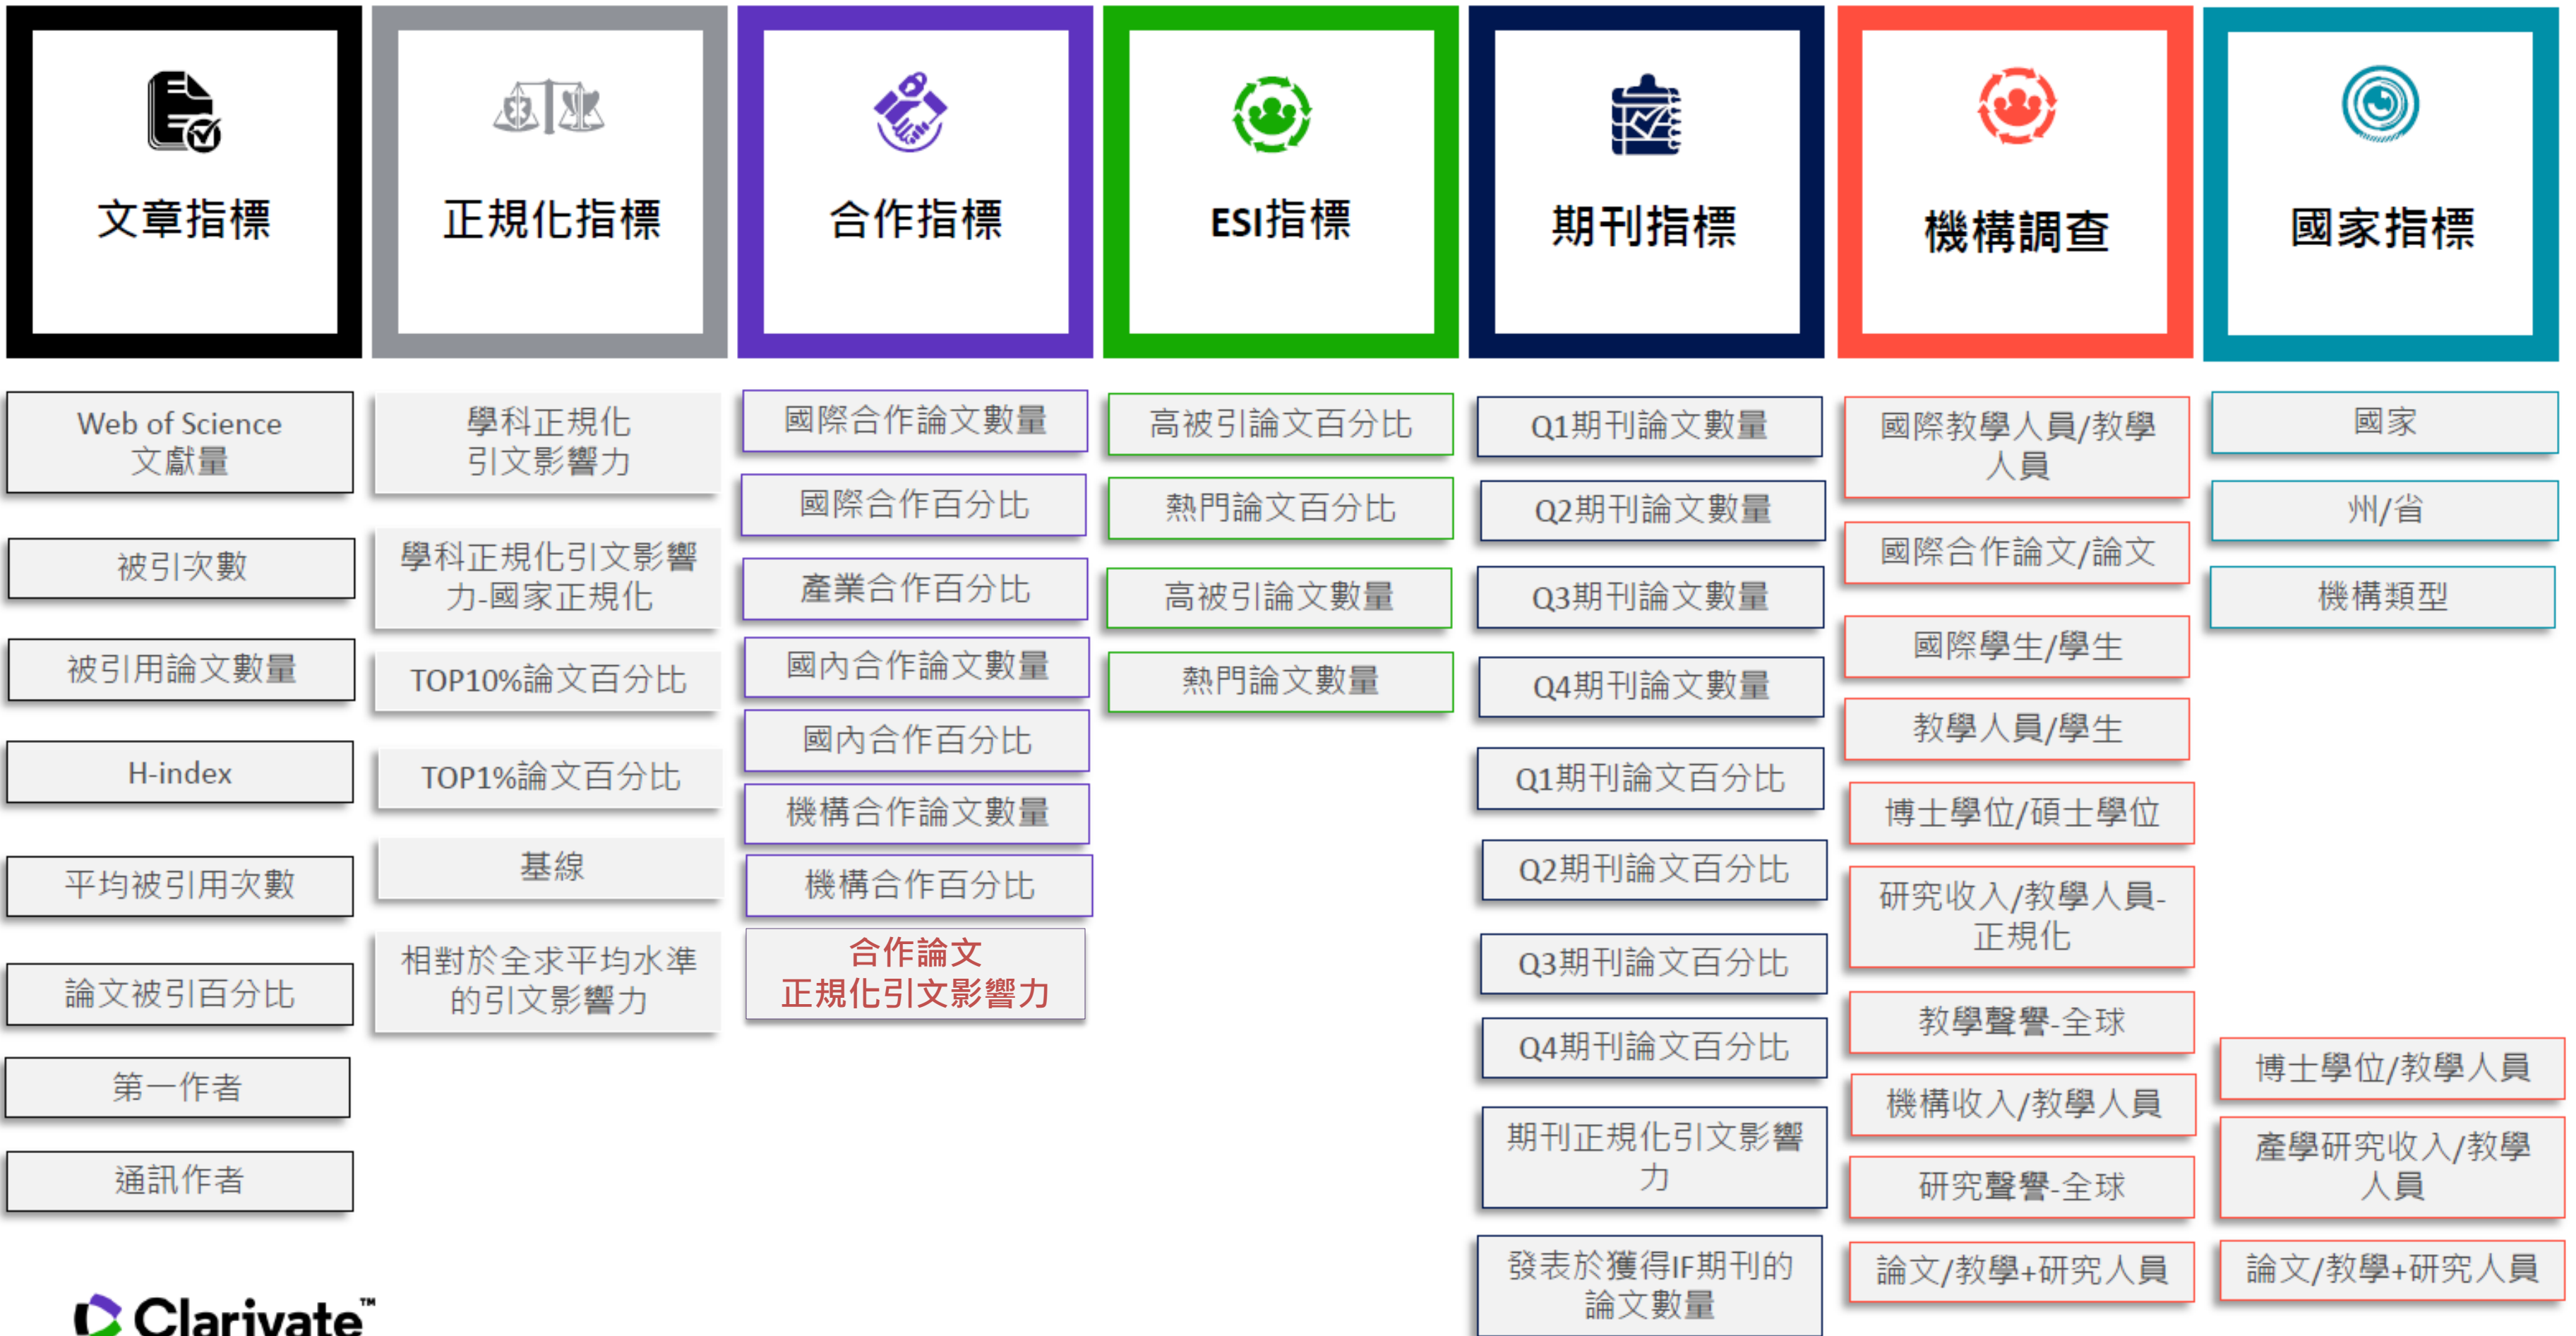 文章指標
Web of Science
文獻量
被引次數
被引用論文數量
H-index
平均被引用次數
論文被引百分比
第一作者
通訊作者
正規化指標
學科正規化
引文影響力
學科正規化引文影響
力-國家正規化
TOP10%論文百分比
TOP1%論文百分比
基線
相對於全求平均水準
的引文影響力
合作指標
國際合作論文數量
國際合作百分比
產業合作百分比
國內合作論文數量
國內合作百分比
機構合作論文數量
機構合作百分比
合作論文
正規化引文影響力
ESI指標
高被引論文百分比
熱門論文百分比
高被引論文數量
熱門論文數量
期刊指標
Q1期刊論文數量
Q2期刊論文數量
Q3期刊論文數量
Q4期刊論文數量
Q1期刊論文百分比
Q2期刊論文百分比
Q3期刊論文百分比
Q4期刊論文百分比
期刊正規化引文影響
力
發表於獲得IF期刊的
論文數量
機構調查
國際教學人員/教學
人員
國際合作論文/論文
國際學生/學生
教學人員/學生
博士學位/碩士學位
研究收入/教學人員-
正規化
教學聲譽-全球
機構收入/教學人員
研究聲譽-全球
論文/教學+研究人員
國家指標
國家
州/省
機構類型
博士學位/教學人員
產學研究收入/教學
人員
論文/教學+研究人員
Clarivate™